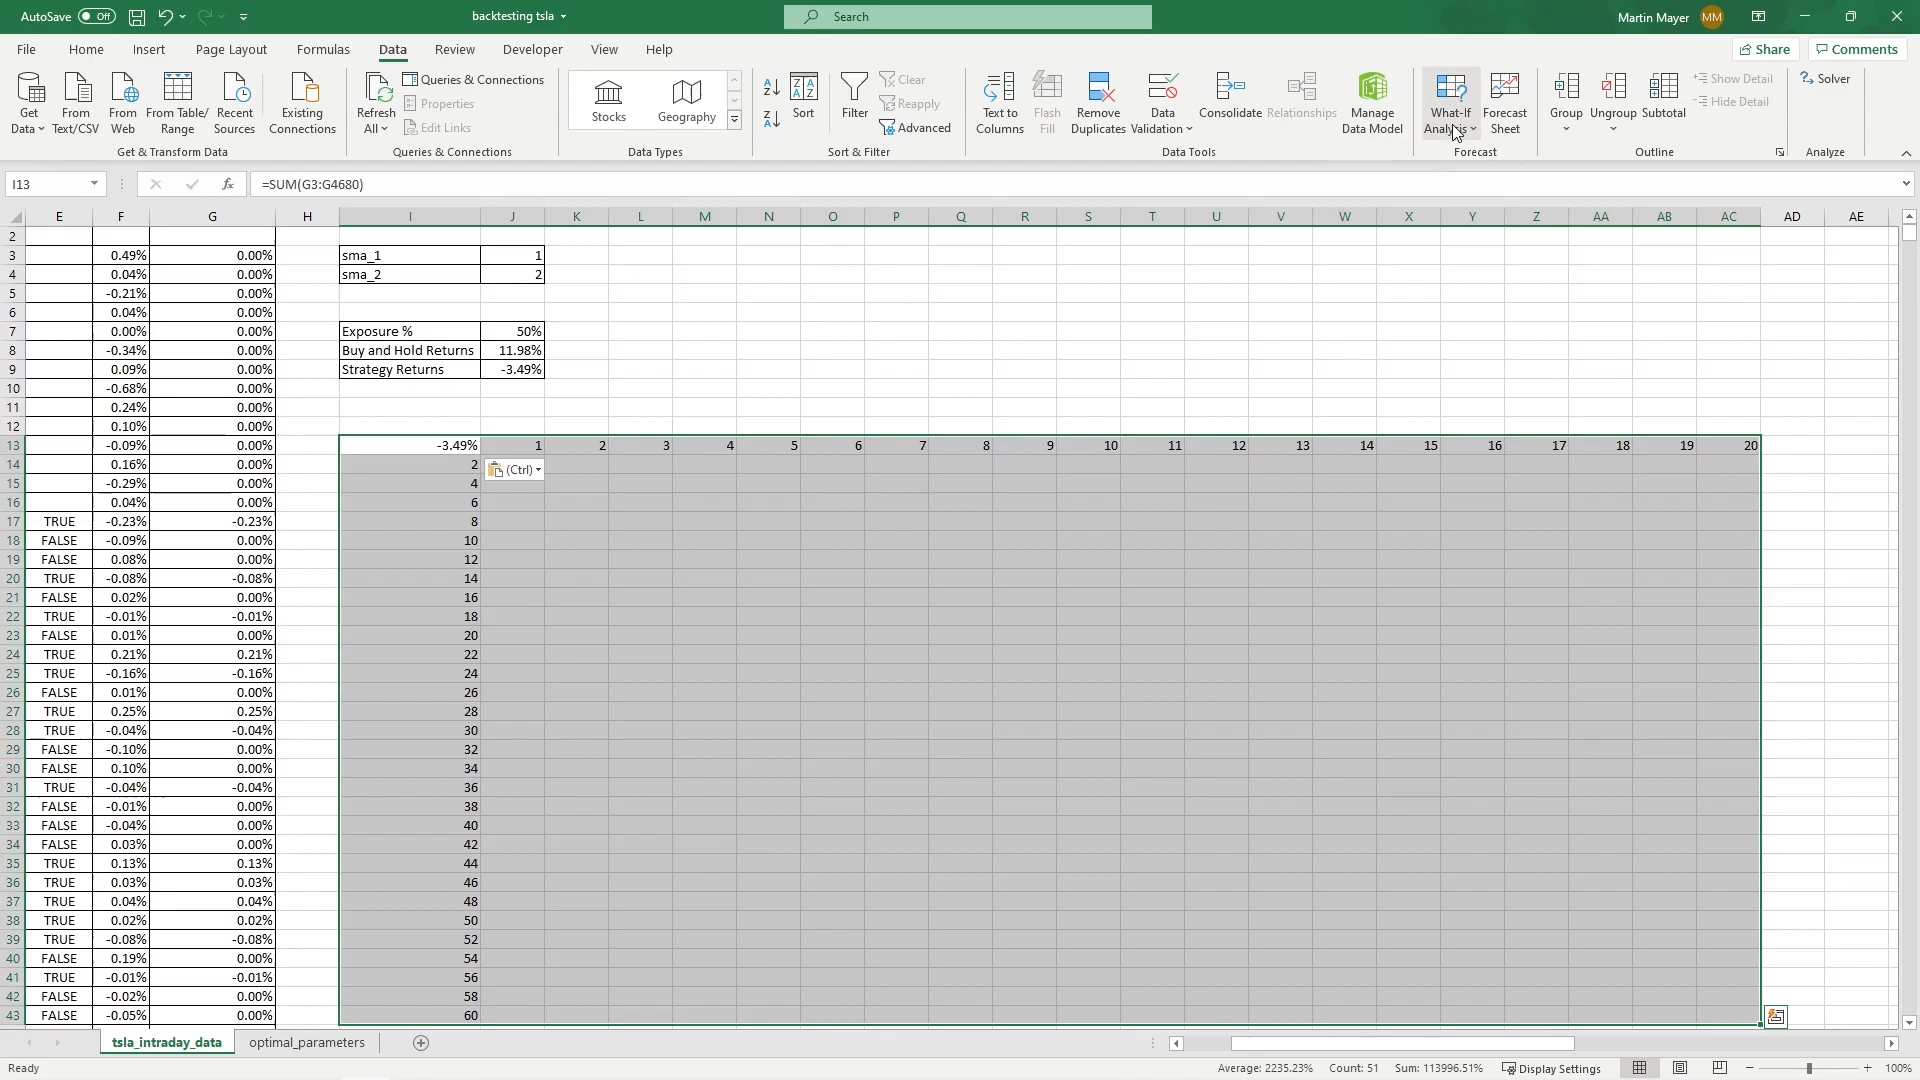 AutoSave Off backtesting tsla Search Martin Mayer MM
File Home Insert Page Layout Formulas Data Review Developer View Help Share Comments
Get Data From Text/CSV From Web From Table/ Range Recent Sources Existing Connections
Get & Transform Data
Refresh All Queries & Connections Properties Edit Links
Queries & Connections
Stocks Geography
Data Types
Sort Filter Clear Reapply Advanced
Sort & Filter
Text to Columns Flash Fill Remove Duplicates Data Validation Consolidate Relationships Manage Data Model
Data Tools
What-If Analysis Forecast Sheet
Forecast
Group Ungroup Subtotal Show Detail Hide Detail
Outline
Solver
Analyze
I13 fx =SUM(G3:G4680)
E F G H I J K L M N O P Q R S T U V W X Y Z AA AB AC AD AE
2
3 0.49% 0.00% sma_1 1
4 0.04% 0.00% sma_2 2
5 -0.21% 0.00%
6 0.04% 0.00%
7 0.00% 0.00% Exposure % 50%
8 -0.34% 0.00% Buy and Hold Returns 11.98%
9 0.09% 0.00% Strategy Returns -3.49%
10 -0.68% 0.00%
11 0.24% 0.00%
12 0.10% 0.00%
13 -0.09% 0.00% -3.49% 1 2 3 4 5 6 7 8 9 10 11 12 13 14 15 16 17 18 19 20
14 0.16% 0.00% 2 (Ctrl)
15 -0.29% 0.00% 4
16 0.04% 0.00% 6
17 TRUE -0.23% -0.23% 8
18 FALSE -0.09% 0.00% 10
19 FALSE 0.08% 0.00% 12
20 TRUE -0.08% -0.08% 14
21 FALSE 0.02% 0.00% 16
22 TRUE -0.01% -0.01% 18
23 FALSE 0.01% 0.00% 20
24 TRUE 0.21% 0.21% 22
25 TRUE -0.16% -0.16% 24
26 FALSE 0.01% 0.00% 26
27 TRUE 0.25% 0.25% 28
28 TRUE -0.04% -0.04% 30
29 FALSE -0.10% 0.00% 32
30 FALSE 0.10% 0.00% 34
31 TRUE -0.04% -0.04% 36
32 FALSE -0.01% 0.00% 38
33 FALSE -0.04% 0.00% 40
34 FALSE 0.03% 0.00% 42
35 TRUE 0.13% 0.13% 44
36 TRUE 0.03% 0.03% 46
37 TRUE 0.04% 0.04% 48
38 TRUE 0.02% 0.02% 50
39 TRUE -0.08% -0.08% 52
40 FALSE 0.19% 0.00% 54
41 TRUE -0.01% -0.01% 56
42 FALSE -0.02% 0.00% 58
43 FALSE -0.05% 0.00% 60
tsla_intraday_data optimal_parameters
Ready Average: 2235.23% Count: 51 Sum: 113996.51% Display Settings 100%